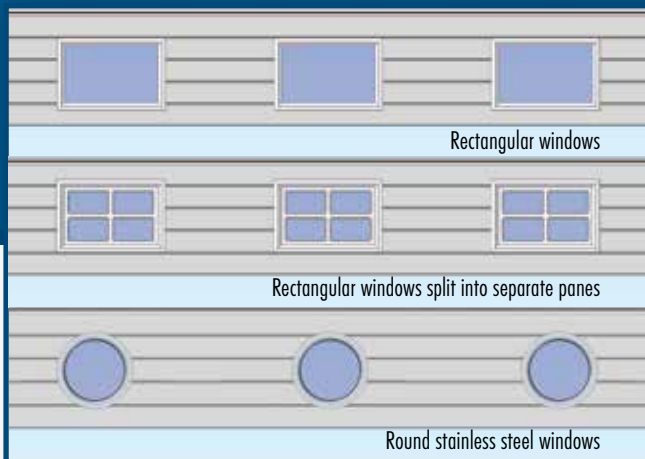 Rectangular windows
Rectangular windows split into separate panes
Round stainless steel windows